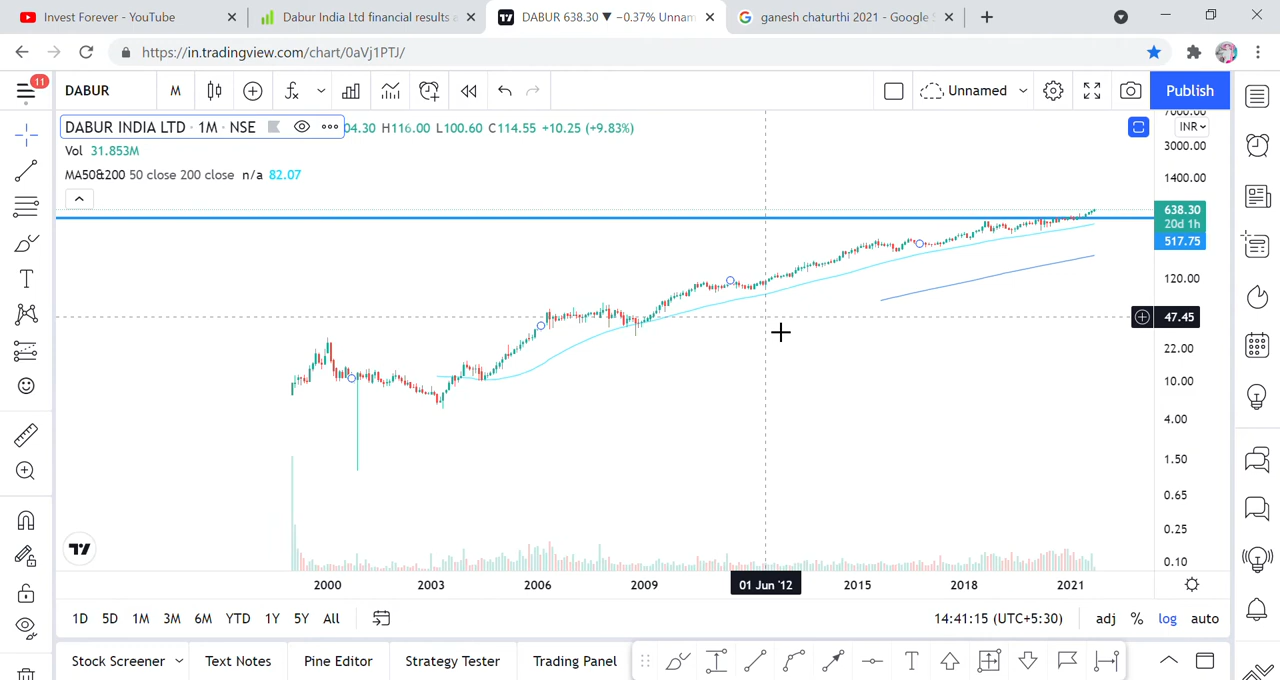 Invest Forever - YouTube
Dabur India Ltd financial results a
DABUR 638.30 ▼ −0.37% Unnam
ganesh chaturthi 2021 - Google S
https://in.tradingview.com/chart/0aVj1PTJ/
11
DABUR M Unnamed Publish
DABUR INDIA LTD · 1M · NSE 04.30 H116.00 L100.60 C114.55 +10.25 (+9.83%)
Vol 31.853M
MA50&200 50 close 200 close n/a 82.07
INR
7000.00
3000.00
1400.00
638.30
20d 1h
517.75
120.00
47.45
22.00
10.00
4.00
1.50
0.65
0.25
0.10
2000 2003 2006 2009 01 Jun '12 2015 2018 2021
1D 5D 1M 3M 6M YTD 1Y 5Y All 14:41:15 (UTC+5:30) adj % log auto
Stock Screener Text Notes Pine Editor Strategy Tester Trading Panel